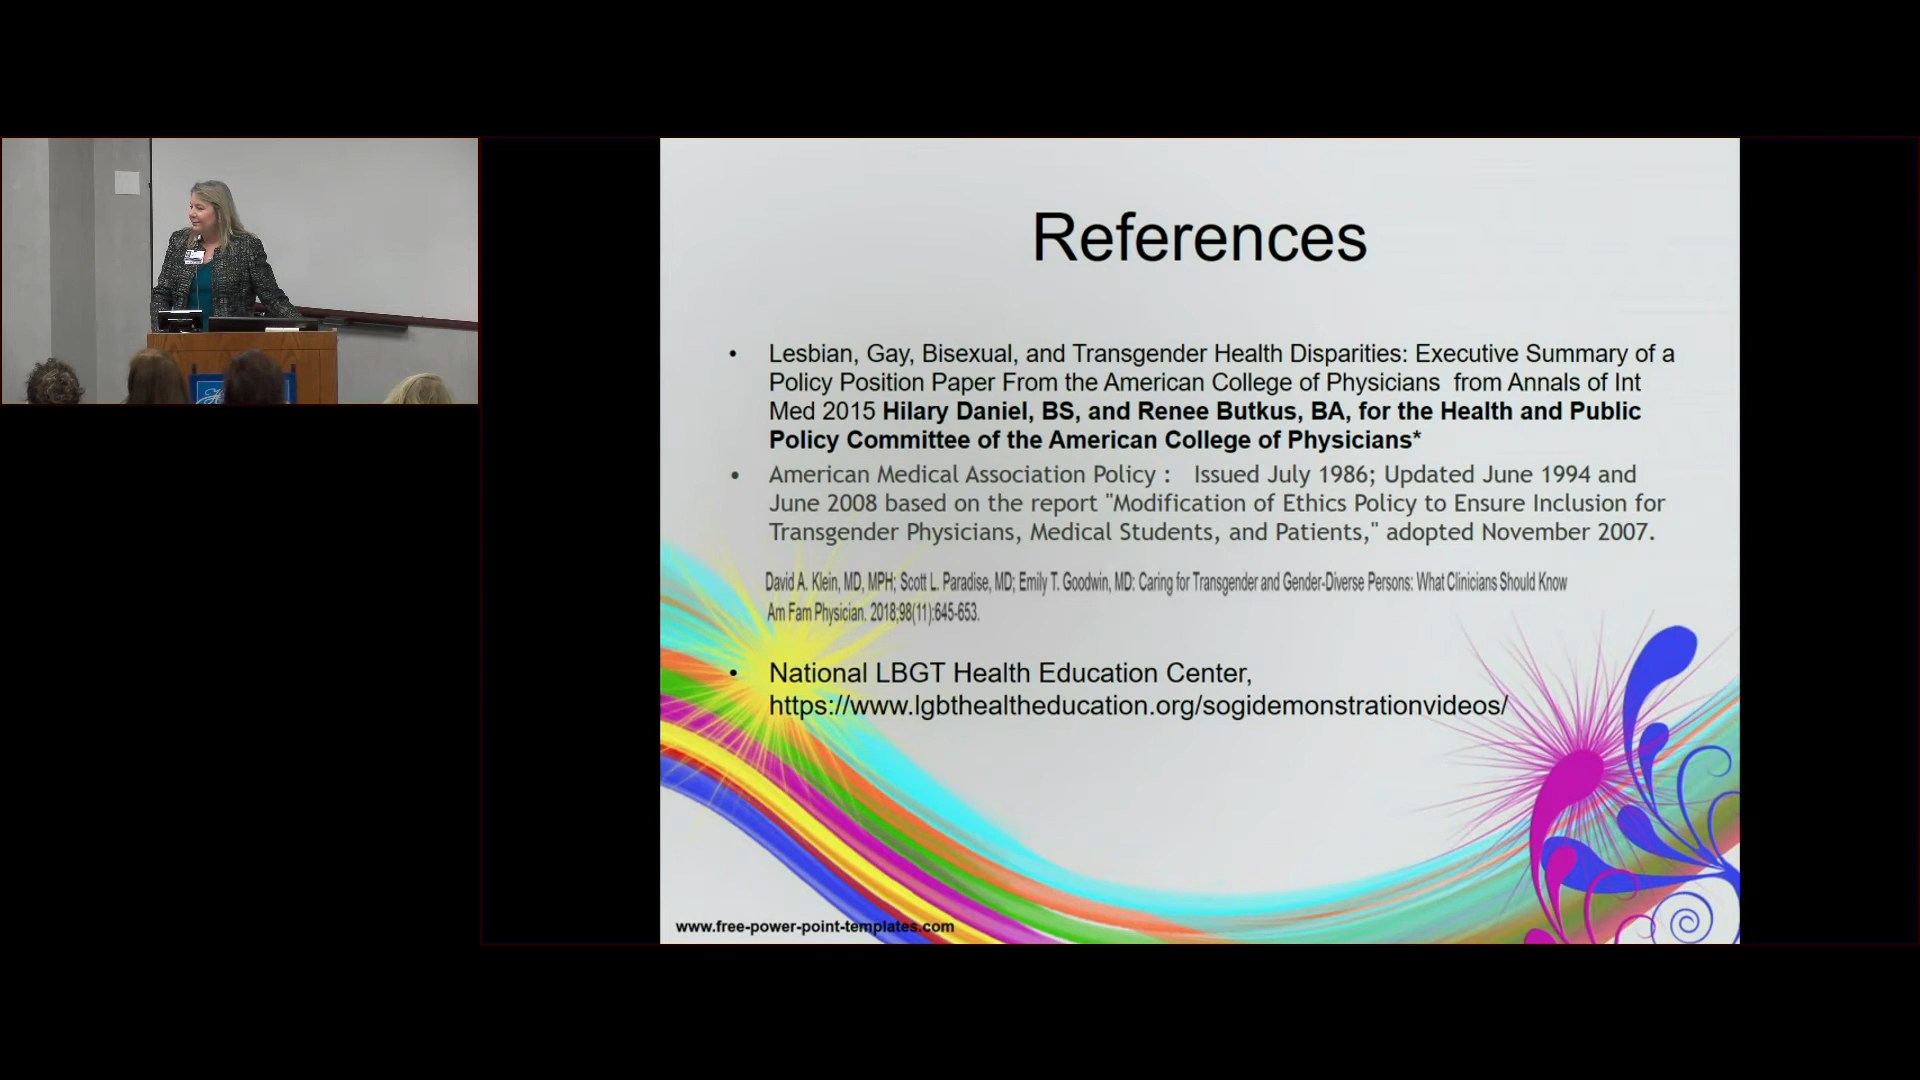 References
• Lesbian, Gay, Bisexual, and Transgender Health Disparities: Executive Summary of a
Policy Position Paper From the American College of Physicians from Annals of Int
Med 2015 Hilary Daniel, BS, and Renee Butkus, BA, for the Health and Public
Policy Committee of the American College of Physicians*
• American Medical Association Policy : Issued July 1986; Updated June 1994 and
June 2008 based on the report "Modification of Ethics Policy to Ensure Inclusion for
Transgender Physicians, Medical Students, and Patients," adopted November 2007.
David A. Klein, MD, MPH; Scott L. Paradise, MD; Emily T. Goodwin, MD: Caring for Transgender and Gender-Diverse Persons: What Clinicians Should Know
Am Fam Physician. 2018;98(11):645-653.
• National LBGT Health Education Center,
https://www.lgbthealtheducation.org/sogidemonstrationvideos/
www.free-power-point-templates.com